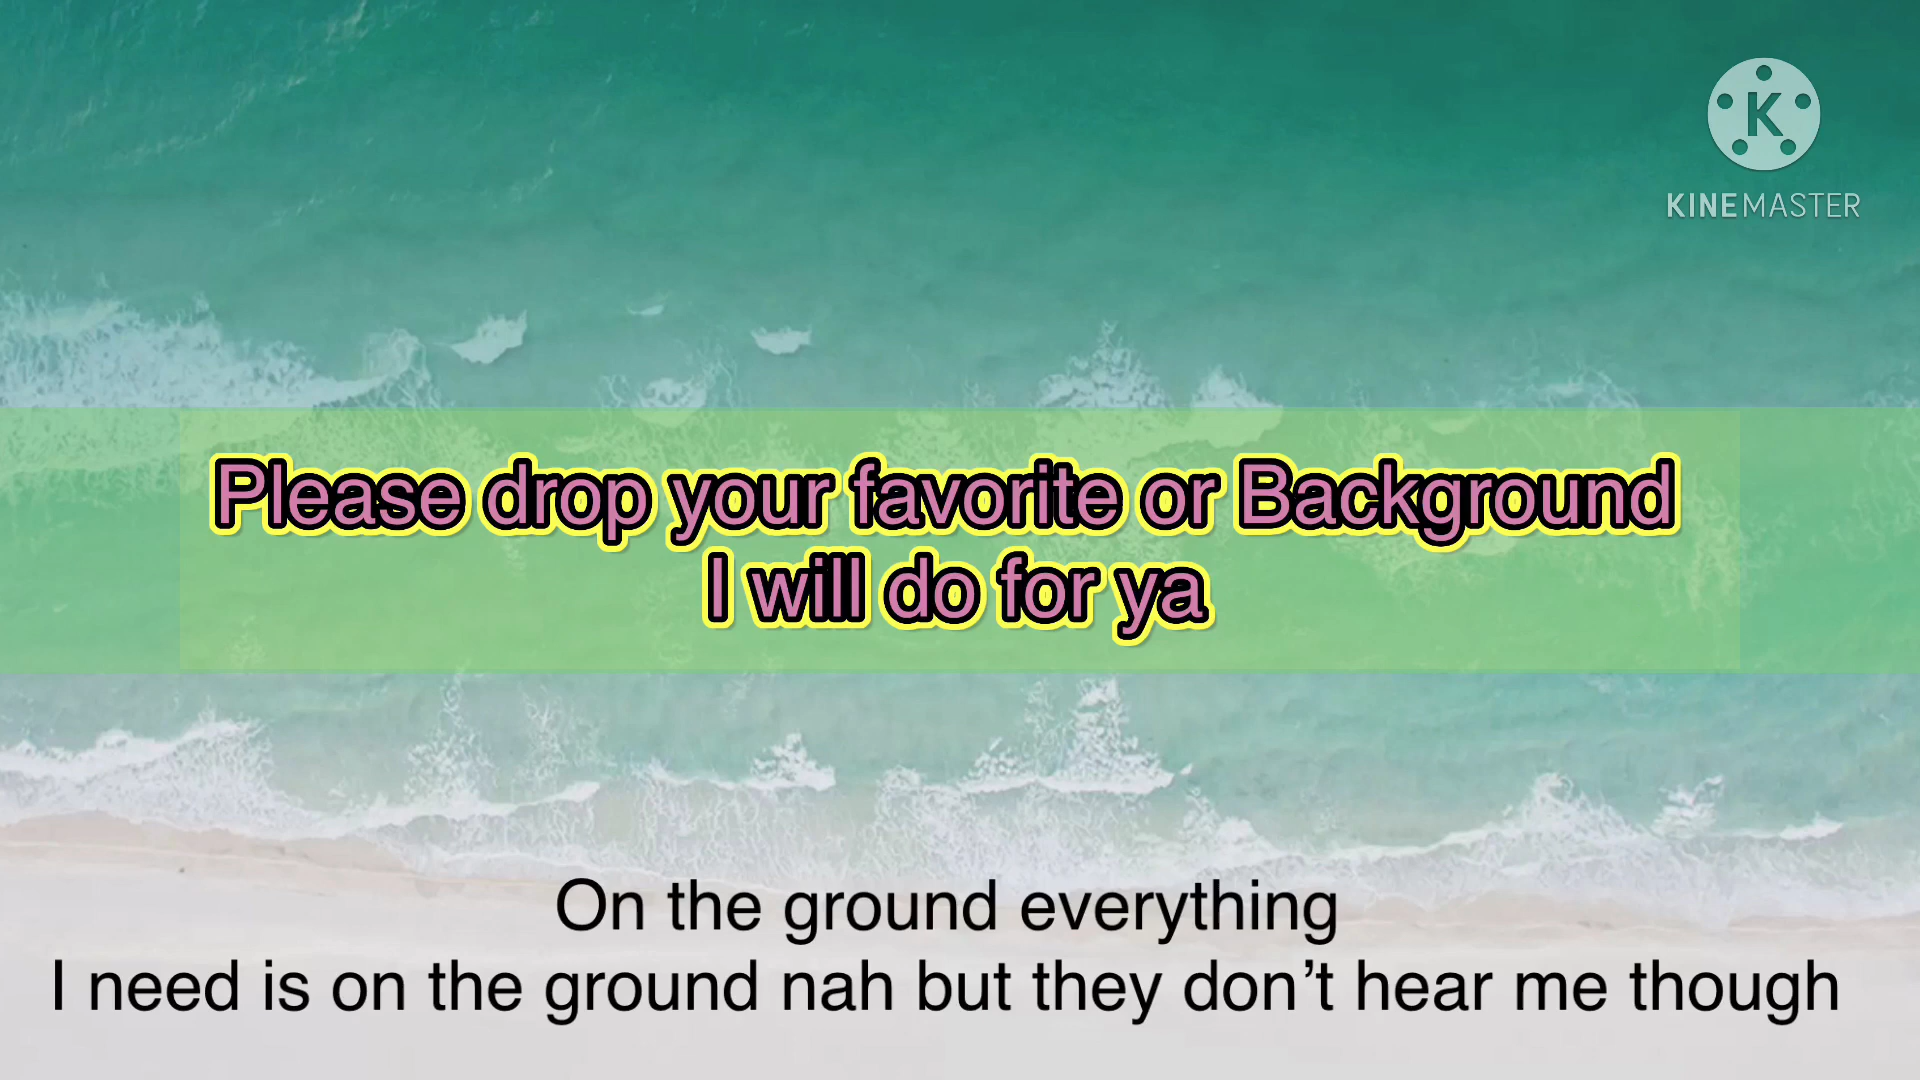 K
KINEMASTER
Please drop your favorite or Background
I will do for ya
On the ground everything
I need is on the ground nah but they don’t hear me though